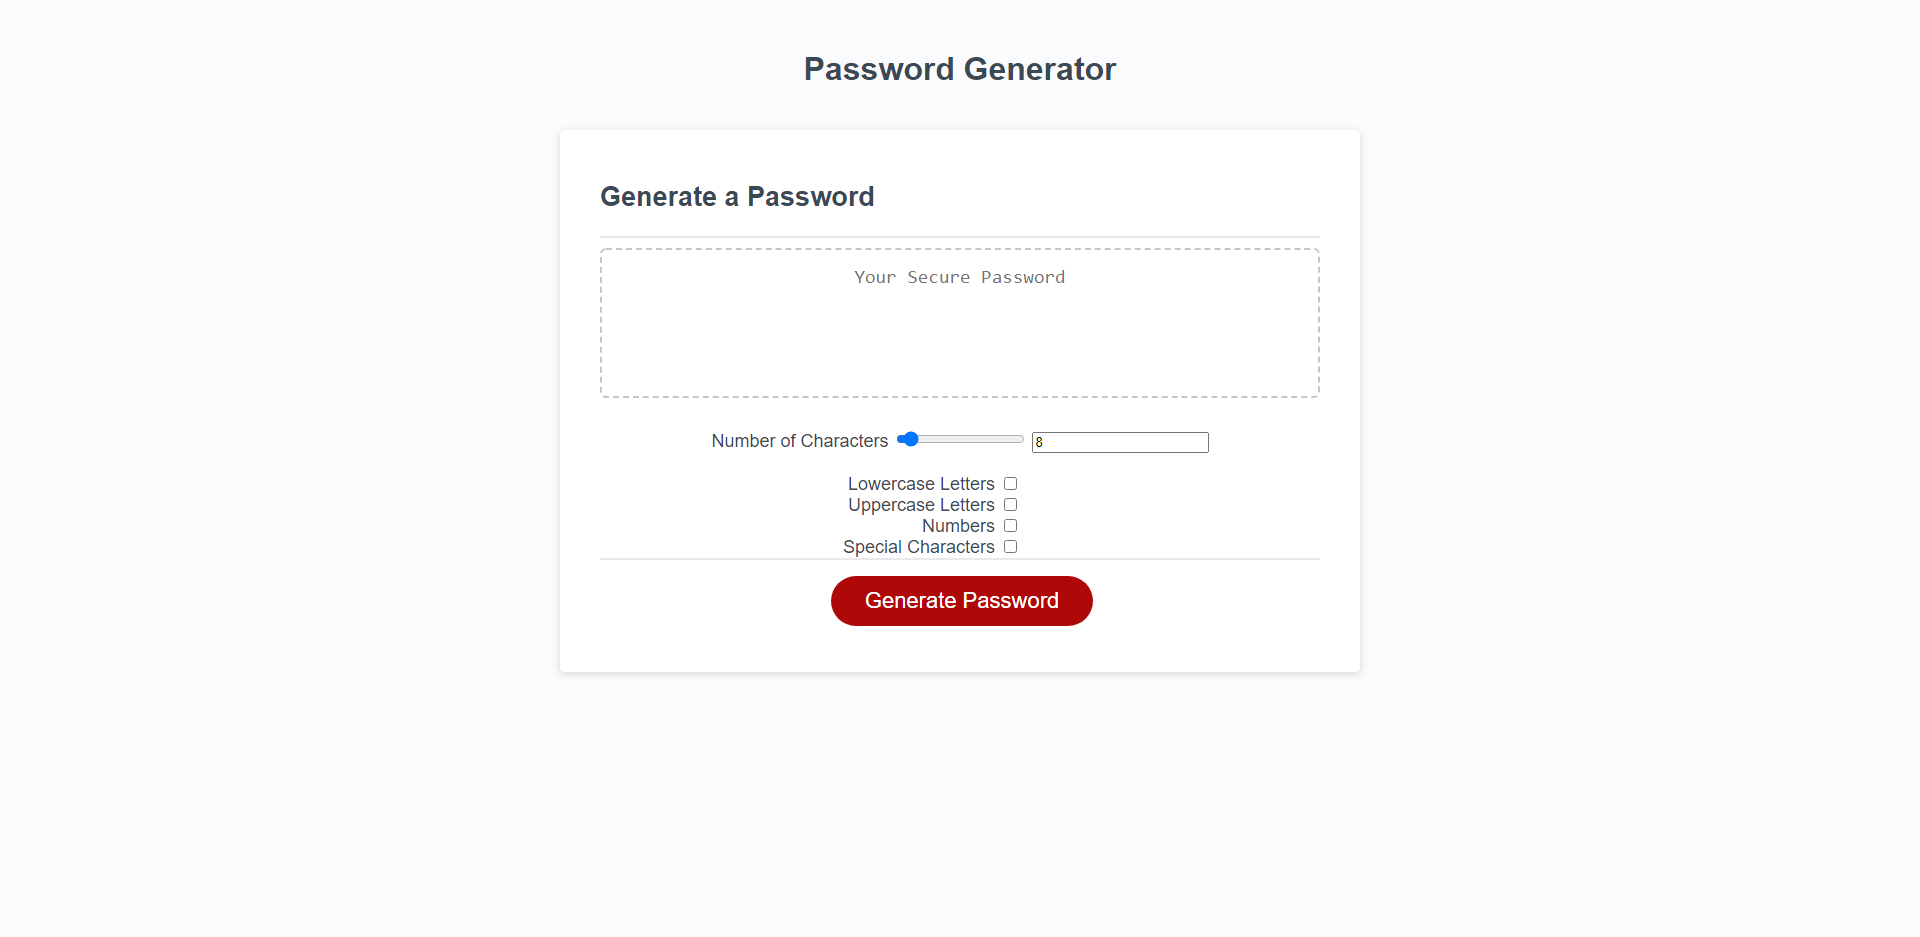 Password Generator
Generate a Password
Your Secure Password
Number of Characters 8
Lowercase Letters
Uppercase Letters
Numbers
Special Characters
Generate Password